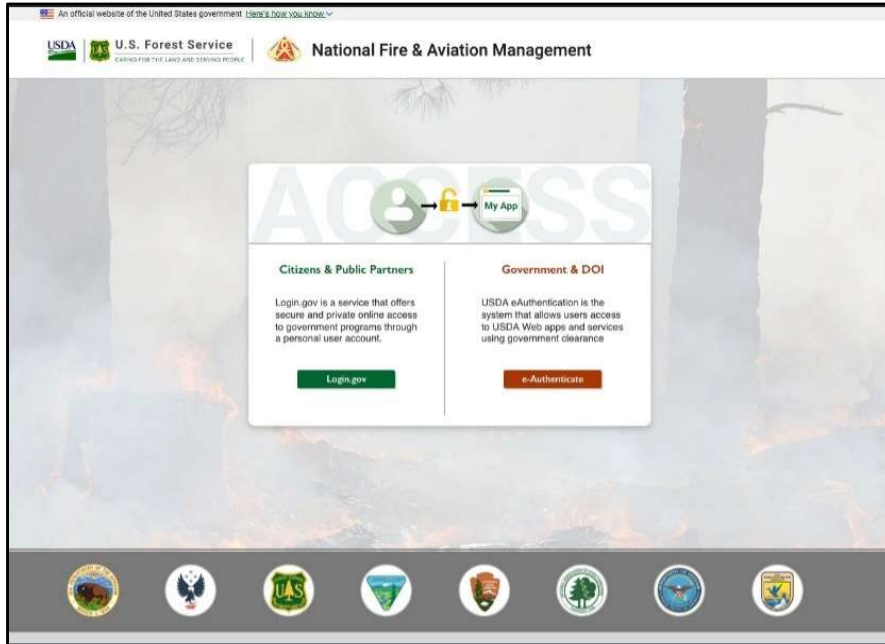 An official website of the United States government Here's how you know
USDA
U.S. Forest Service
CARING FOR THE LAND AND SERVING PEOPLE
National Fire & Aviation Management
ACCESS
My App
Citizens & Public Partners
Login.gov is a service that offers
secure and private online access
to government programs through
a personal user account.
Login.gov
Government & DOI
USDA eAuthentication is the
system that allows users access
to USDA Web apps and services
using government clearance
e-Authenticate
UAS